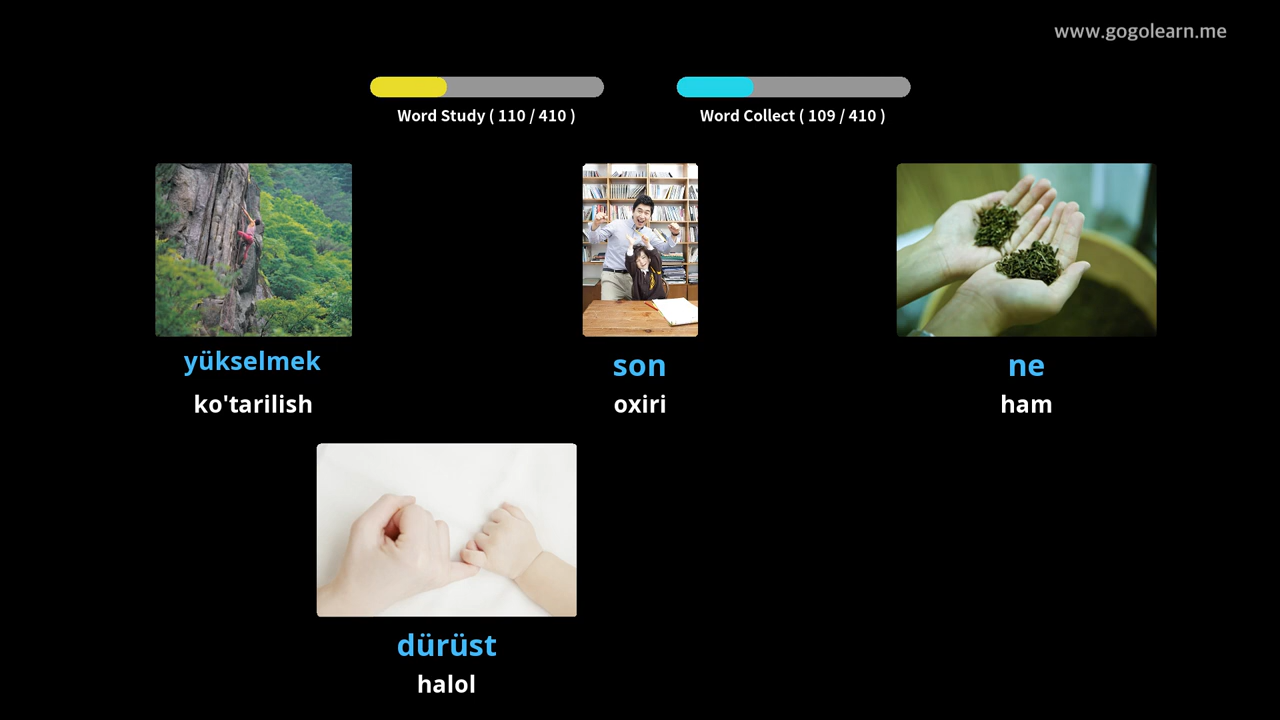 www.gogolearn.me
Word Study ( 110 / 410 )
Word Collect ( 109 / 410 )
yükselmek
ko'tarilish
son
oxiri
ne
ham
dürüst
halol